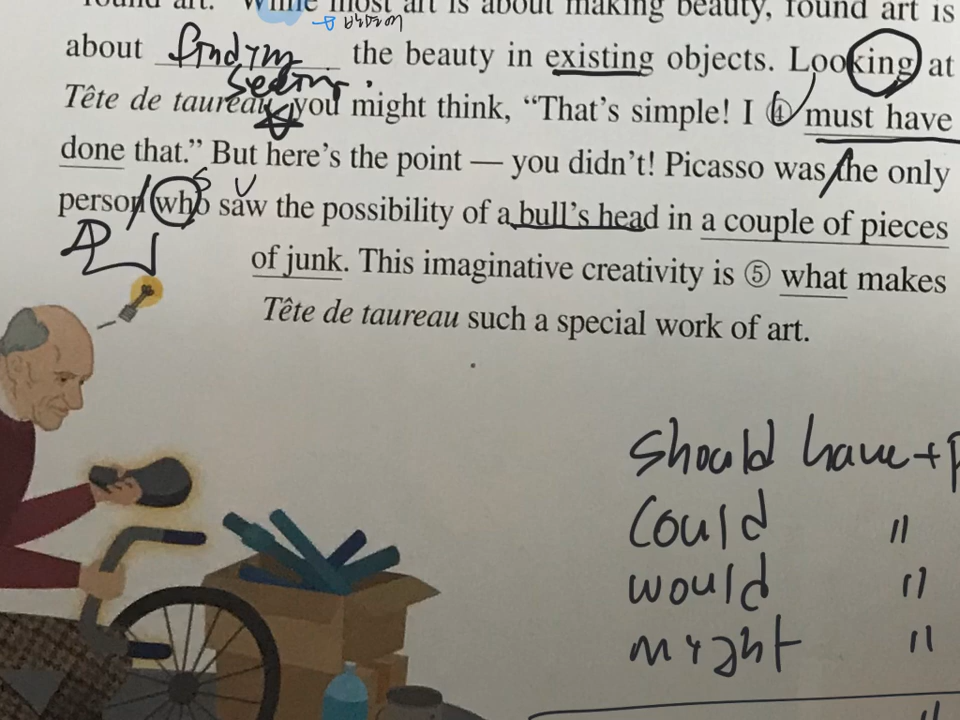 found art. While most art is about making beauty, found art is
→ 반면에
about finding the beauty in existing objects. Looking at
seeing
Tête de taureau, you might think, “That’s simple! I ④ must have
done that.” But here’s the point — you didn’t! Picasso was the only
person who saw the possibility of a bull’s head in a couple of pieces
S V
of junk. This imaginative creativity is ⑤ what makes
Tête de taureau such a special work of art.
should have + p
could "
would "
might "
"